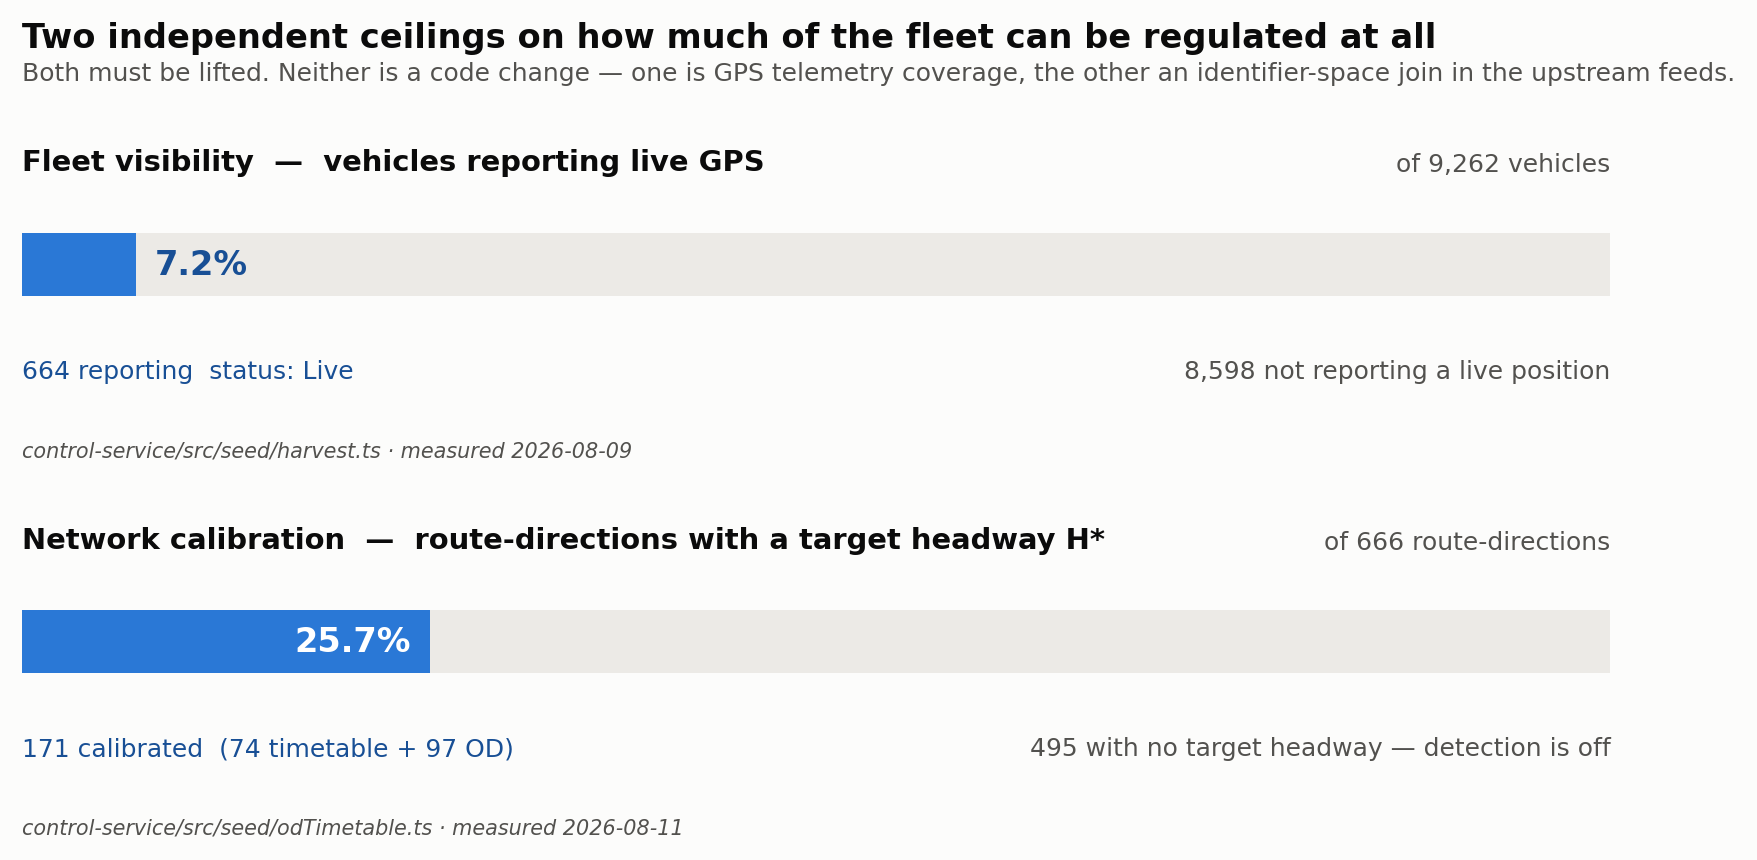 Two independent ceilings on how much of the fleet can be regulated at all
Both must be lifted. Neither is a code change — one is GPS telemetry coverage, the other an identifier-space join in the upstream feeds.
Fleet visibility — vehicles reporting live GPS
of 9,262 vehicles
7.2%
664 reporting status: Live
8,598 not reporting a live position
control-service/src/seed/harvest.ts · measured 2026-08-09
Network calibration — route-directions with a target headway H*
of 666 route-directions
25.7%
171 calibrated (74 timetable + 97 OD)
495 with no target headway — detection is off
control-service/src/seed/odTimetable.ts · measured 2026-08-11